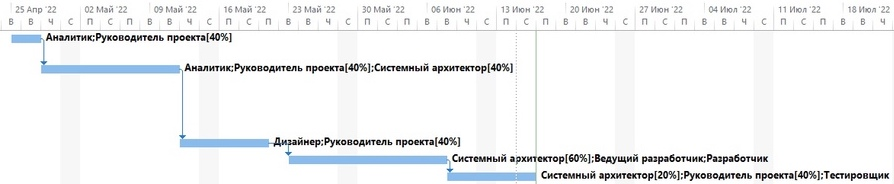 25 Апр '22 02 Май '22 09 Май '22 16 Май '22 23 Май '22 30 Май '22 06 Июн '22 13 Июн '22 20 Июн '22 27 Июн '22 04 Июл '22 11 Июл '22 18 Июл '22
Аналитик;Руководитель проекта[40%]
Аналитик;Руководитель проекта[40%];Системный архитектор[40%]
Дизайнер;Руководитель проекта[40%]
Системный архитектор[60%];Ведущий разработчик;Разработчик
Системный архитектор[20%];Руководитель проекта[40%];Тестировщик